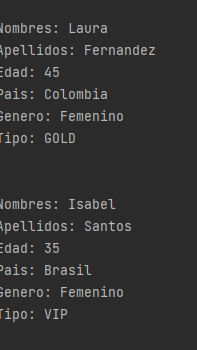 Nombres: Laura
Apellidos: Fernandez
Edad: 45
Pais: Colombia
Genero: Femenino
Tipo: GOLD
Nombres: Isabel
Apellidos: Santos
Edad: 35
Pais: Brasil
Genero: Femenino
Tipo: VIP